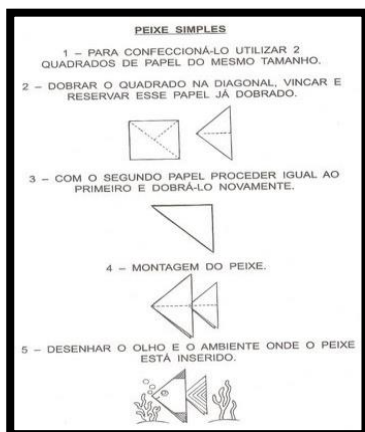 PEIXE SIMPLES
1 – PARA CONFECCIONÁ-LO UTILIZAR 2
QUADRADOS DE PAPEL DO MESMO TAMANHO.
2 – DOBRAR O QUADRADO NA DIAGONAL, VINCAR E
RESERVAR ESSE PAPEL JÁ DOBRADO.
3 – COM O SEGUNDO PAPEL PROCEDER IGUAL AO
PRIMEIRO E DOBRÁ-LO NOVAMENTE.
4 – MONTAGEM DO PEIXE.
5 – DESENHAR O OLHO E O AMBIENTE ONDE O PEIXE
ESTÁ INSERIDO.